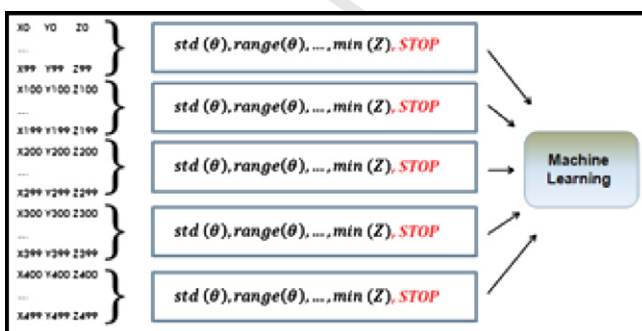 X0 Y0 Z0
....
X99 Y99 Z99
std (θ), range(θ), ..., min (Z), STOP
X100 Y100 Z100
....
X199 Y199 Z199
std (θ), range(θ), ..., min (Z), STOP
X200 Y200 Z200
....
X299 Y299 Z299
std (θ), range(θ), ..., min (Z), STOP
X300 Y300 Z300
....
X399 Y399 Z399
std (θ), range(θ), ..., min (Z), STOP
X400 Y400 Z400
....
X499 Y499 Z499
std (θ), range(θ), ..., min (Z), STOP
Machine
Learning